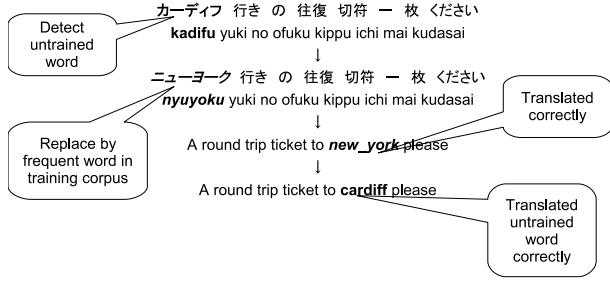 カーディフ 行き の 往復 切符 一 枚 ください
Detect
untrained
word
kadifu yuki no ofuku kippu ichi mai kudasai
↓
ニューヨーク 行き の 往復 切符 一 枚 ください
nyuyoku yuki no ofuku kippu ichi mai kudasai
Translated
correctly
↓
Replace by
frequent word in
training corpus
A round trip ticket to new_york please
↓
A round trip ticket to cardiff please
Translated
untrained
word
correctly